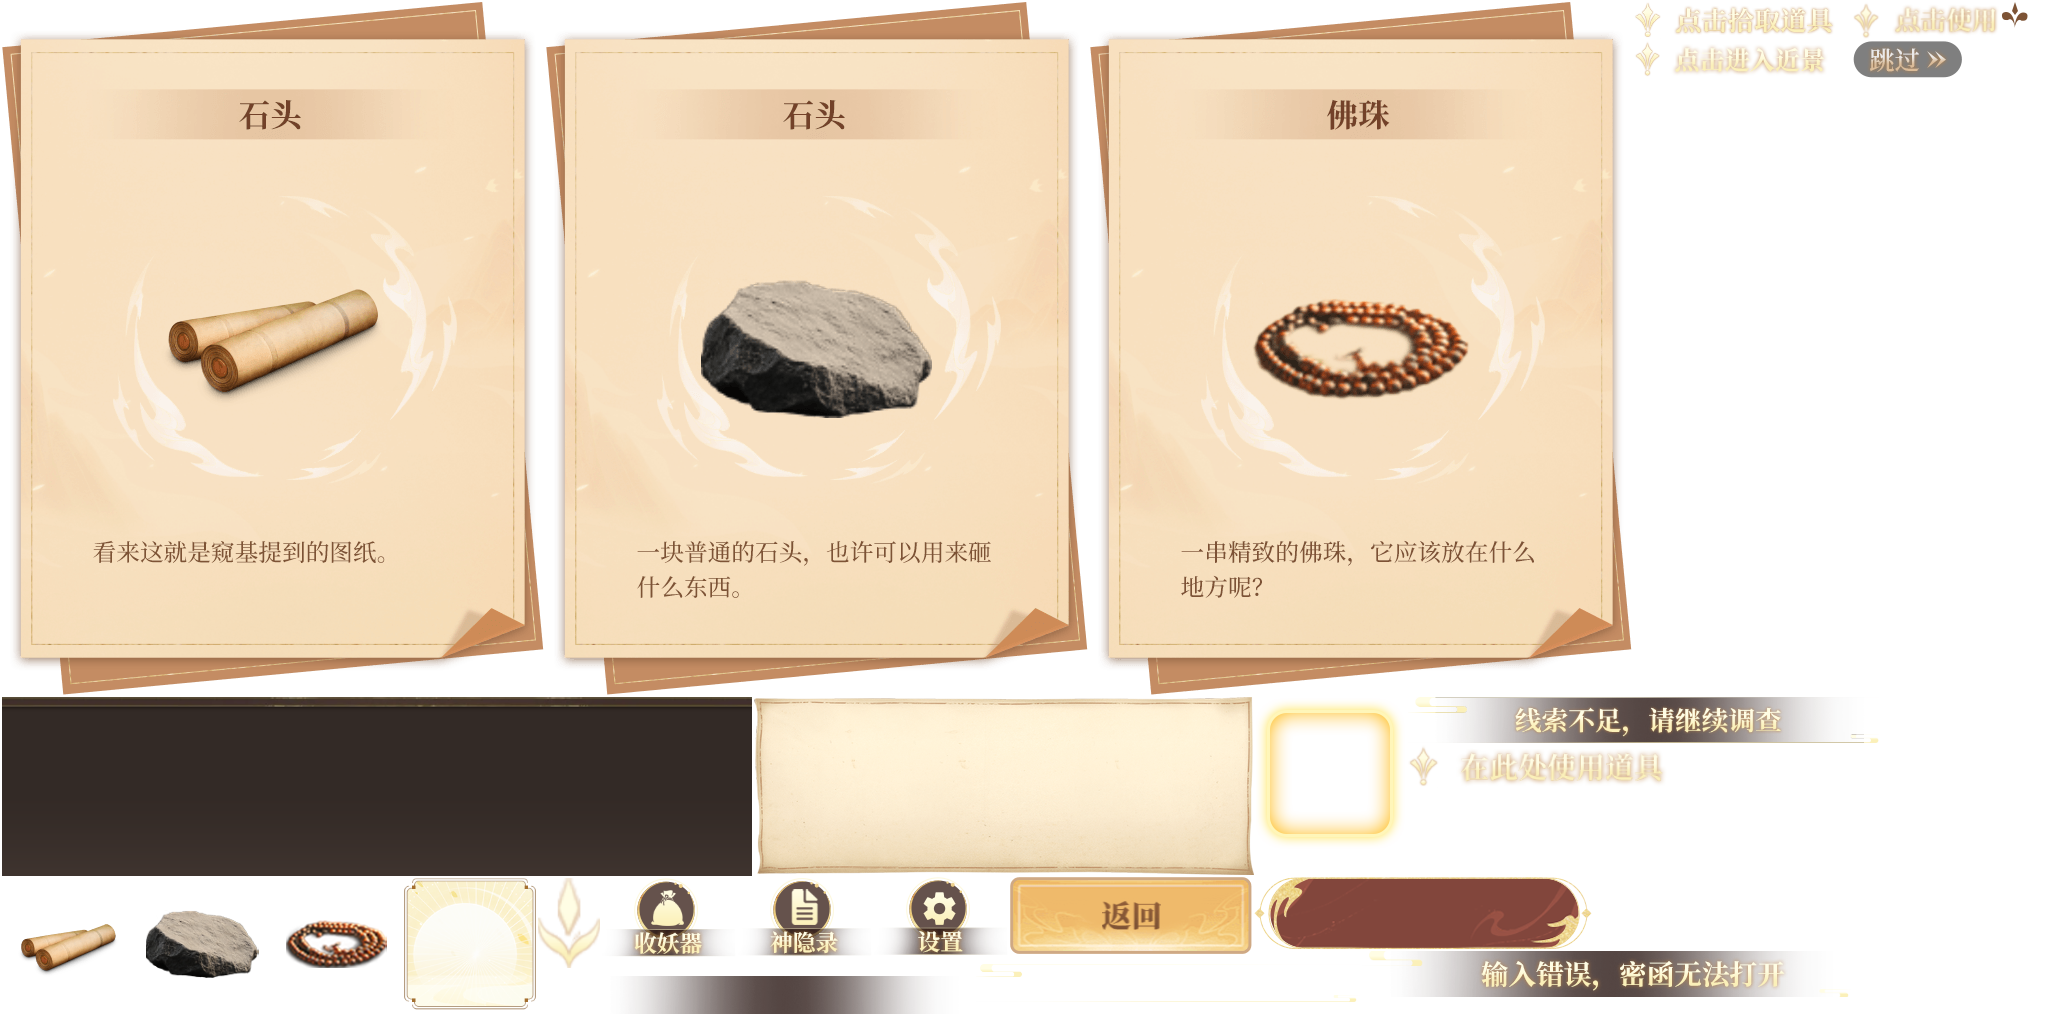 石头
看来这就是窥基提到的图纸。
石头
一块普通的石头，也许可以用来砸
什么东西。
佛珠
一串精致的佛珠，它应该放在什么
地方呢？
点击拾取道具
点击使用
点击进入近景
跳过
线索不足，请继续调查
在此处使用道具
收妖器
神隐录
设置
返回
输入错误，密函无法打开